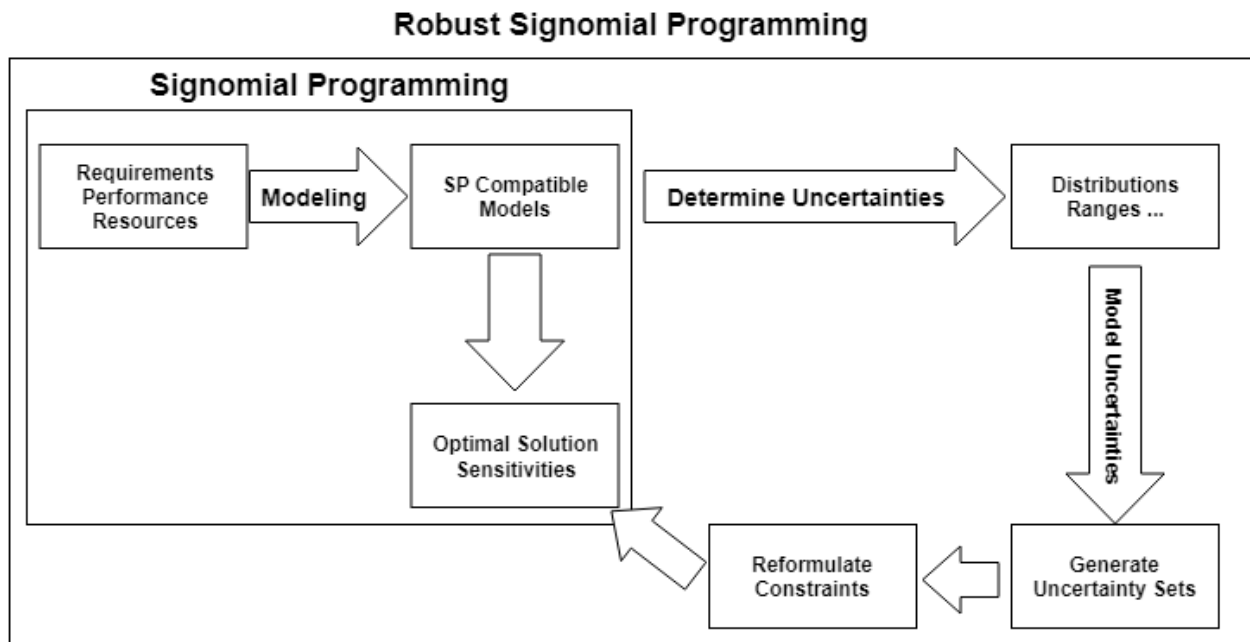 Robust Signomial Programming
Signomial Programming
Requirements
Performance
Resources
Modeling
SP Compatible
Models
Determine Uncertainties
Distributions
Ranges ...
Model Uncertainties
Optimal Solution
Sensitivities
Reformulate
Constraints
Generate
Uncertainty Sets